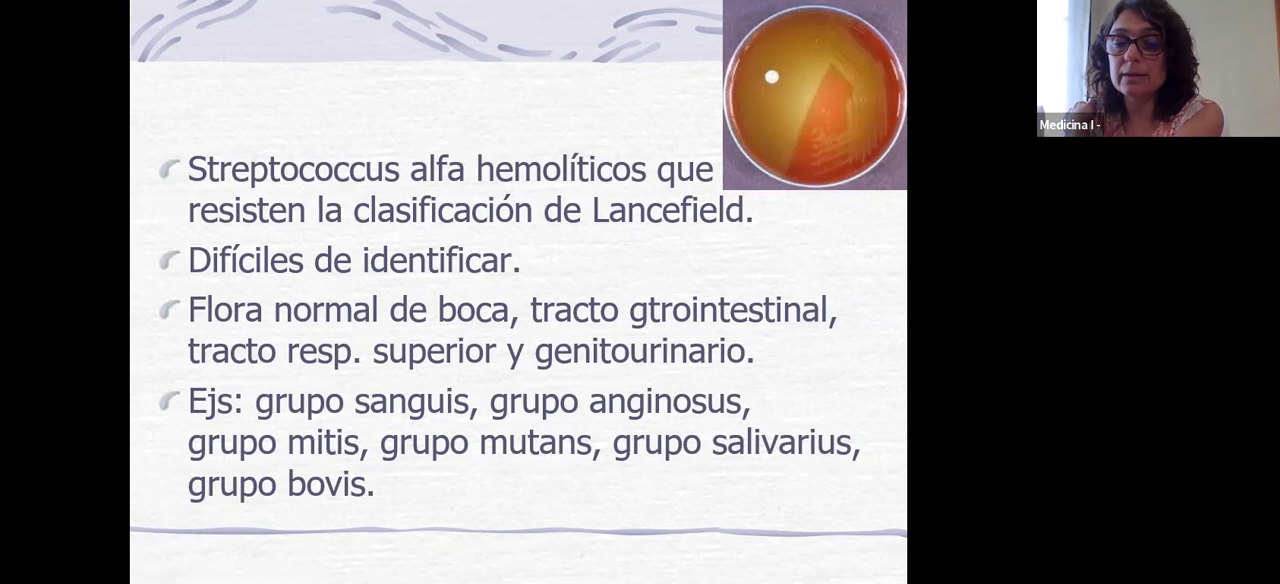 Streptococcus alfa hemolíticos que
resisten la clasificación de Lancefield.
Difíciles de identificar.
Flora normal de boca, tracto gtrointestinal,
tracto resp. superior y genitourinario.
Ejs: grupo sanguis, grupo anginosus,
grupo mitis, grupo mutans, grupo salivarius,
grupo bovis.
Medicina I -